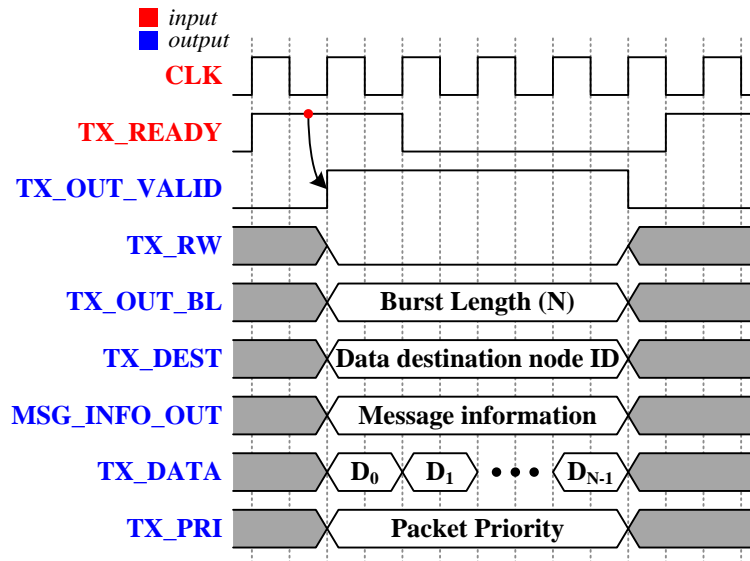 input
output
CLK
TX_READY
TX_OUT_VALID
TX_RW
TX_OUT_BL Burst Length (N)
TX_DEST Data destination node ID
MSG_INFO_OUT Message information
TX_DATA D₀ D₁ ••• D_N-1
TX_PRI Packet Priority